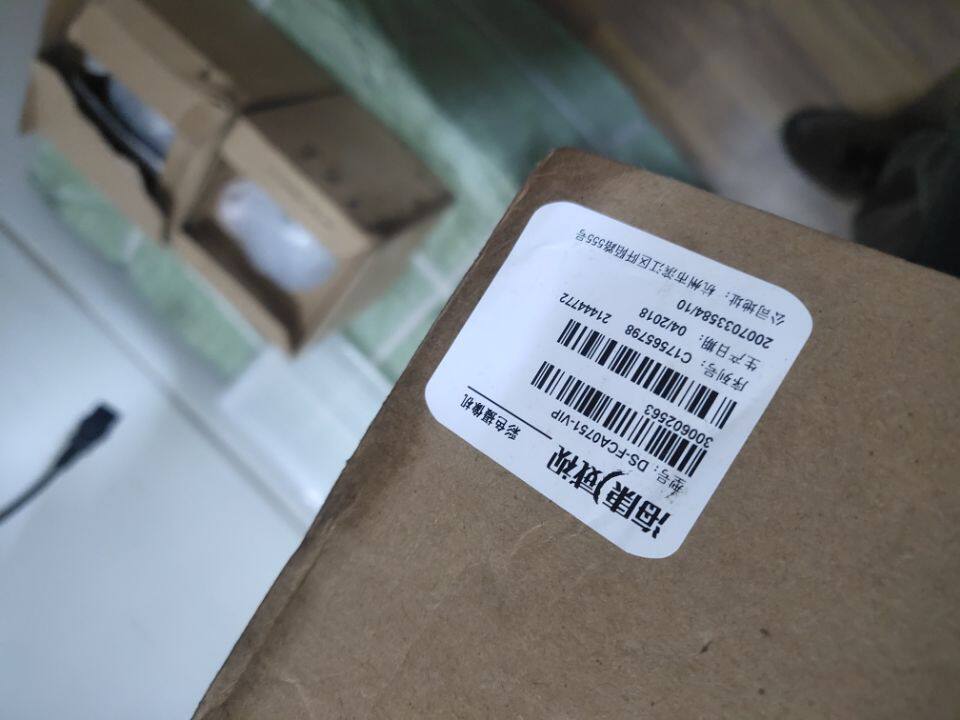 海康威视
彩色摄像机
型号：DS-FCA0751-VIP
300602563
序列号：C17565798 21444772
生产日期：04/2018
2007033584/10
公司地址：杭州市滨江区阡陌路555号